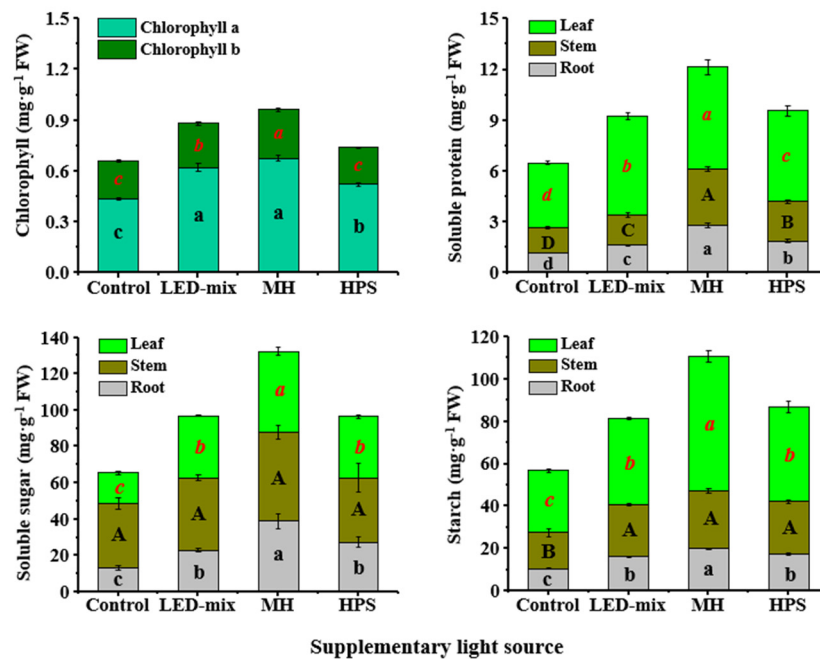 Chlorophyll (mg·g-1 FW)
1.5
1.2
0.9
0.6
0.3
0.0
Chlorophyll a
Chlorophyll b
c
b
a
c
c
a
a
b
Control LED-mix MH HPS
Soluble protein (mg·g-1 FW)
15
12
9
6
3
0
Leaf
Stem
Root
d
b
a
c
D
C
A
B
d
c
a
b
Control LED-mix MH HPS
Soluble sugar (mg·g-1 FW)
140
120
100
80
60
40
20
0
Leaf
Stem
Root
c
b
a
b
A
A
A
A
c
b
a
b
Control LED-mix MH HPS
Starch (mg·g-1 FW)
120
100
80
60
40
20
0
Leaf
Stem
Root
c
b
a
b
B
A
A
A
c
b
a
b
Control LED-mix MH HPS
Supplementary light source